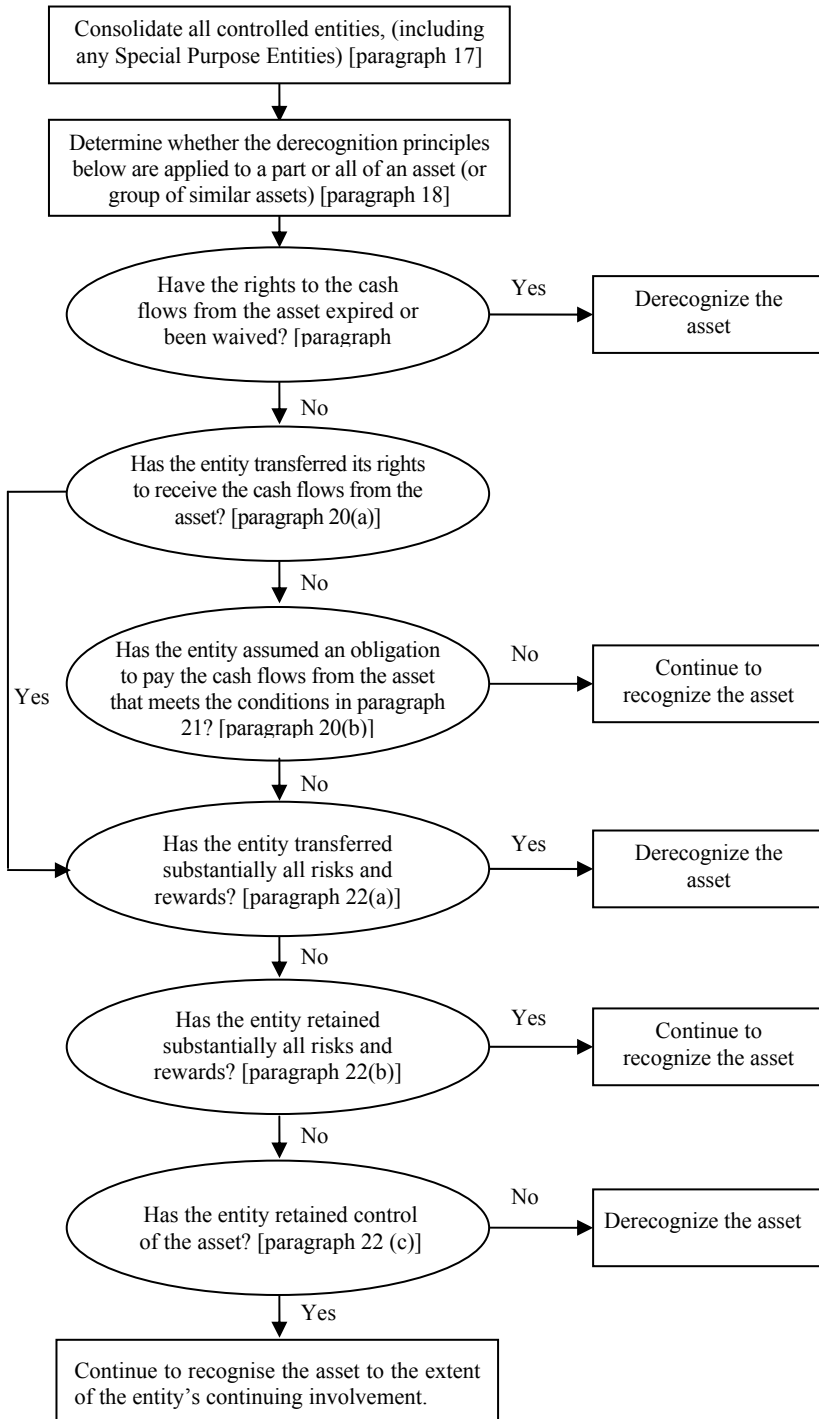 Consolidate all controlled entities, (including
any Special Purpose Entities) [paragraph 17]
Determine whether the derecognition principles
below are applied to a part or all of an asset (or
group of similar assets) [paragraph 18]
Have the rights to the cash
flows from the asset expired or
been waived? [paragraph
Yes
Derecognize the
asset
No
Has the entity transferred its rights
to receive the cash flows from the
asset? [paragraph 20(a)]
No
Has the entity assumed an obligation
to pay the cash flows from the asset
that meets the conditions in paragraph
21? [paragraph 20(b)]
No
Continue to
recognize the asset
Yes
No
Has the entity transferred
substantially all risks and
rewards? [paragraph 22(a)]
Yes
Derecognize the
asset
No
Has the entity retained
substantially all risks and
rewards? [paragraph 22(b)]
Yes
Continue to
recognize the asset
No
Has the entity retained control
of the asset? [paragraph 22 (c)]
No
Derecognize the asset
Yes
Continue to recognise the asset to the extent
of the entity’s continuing involvement.